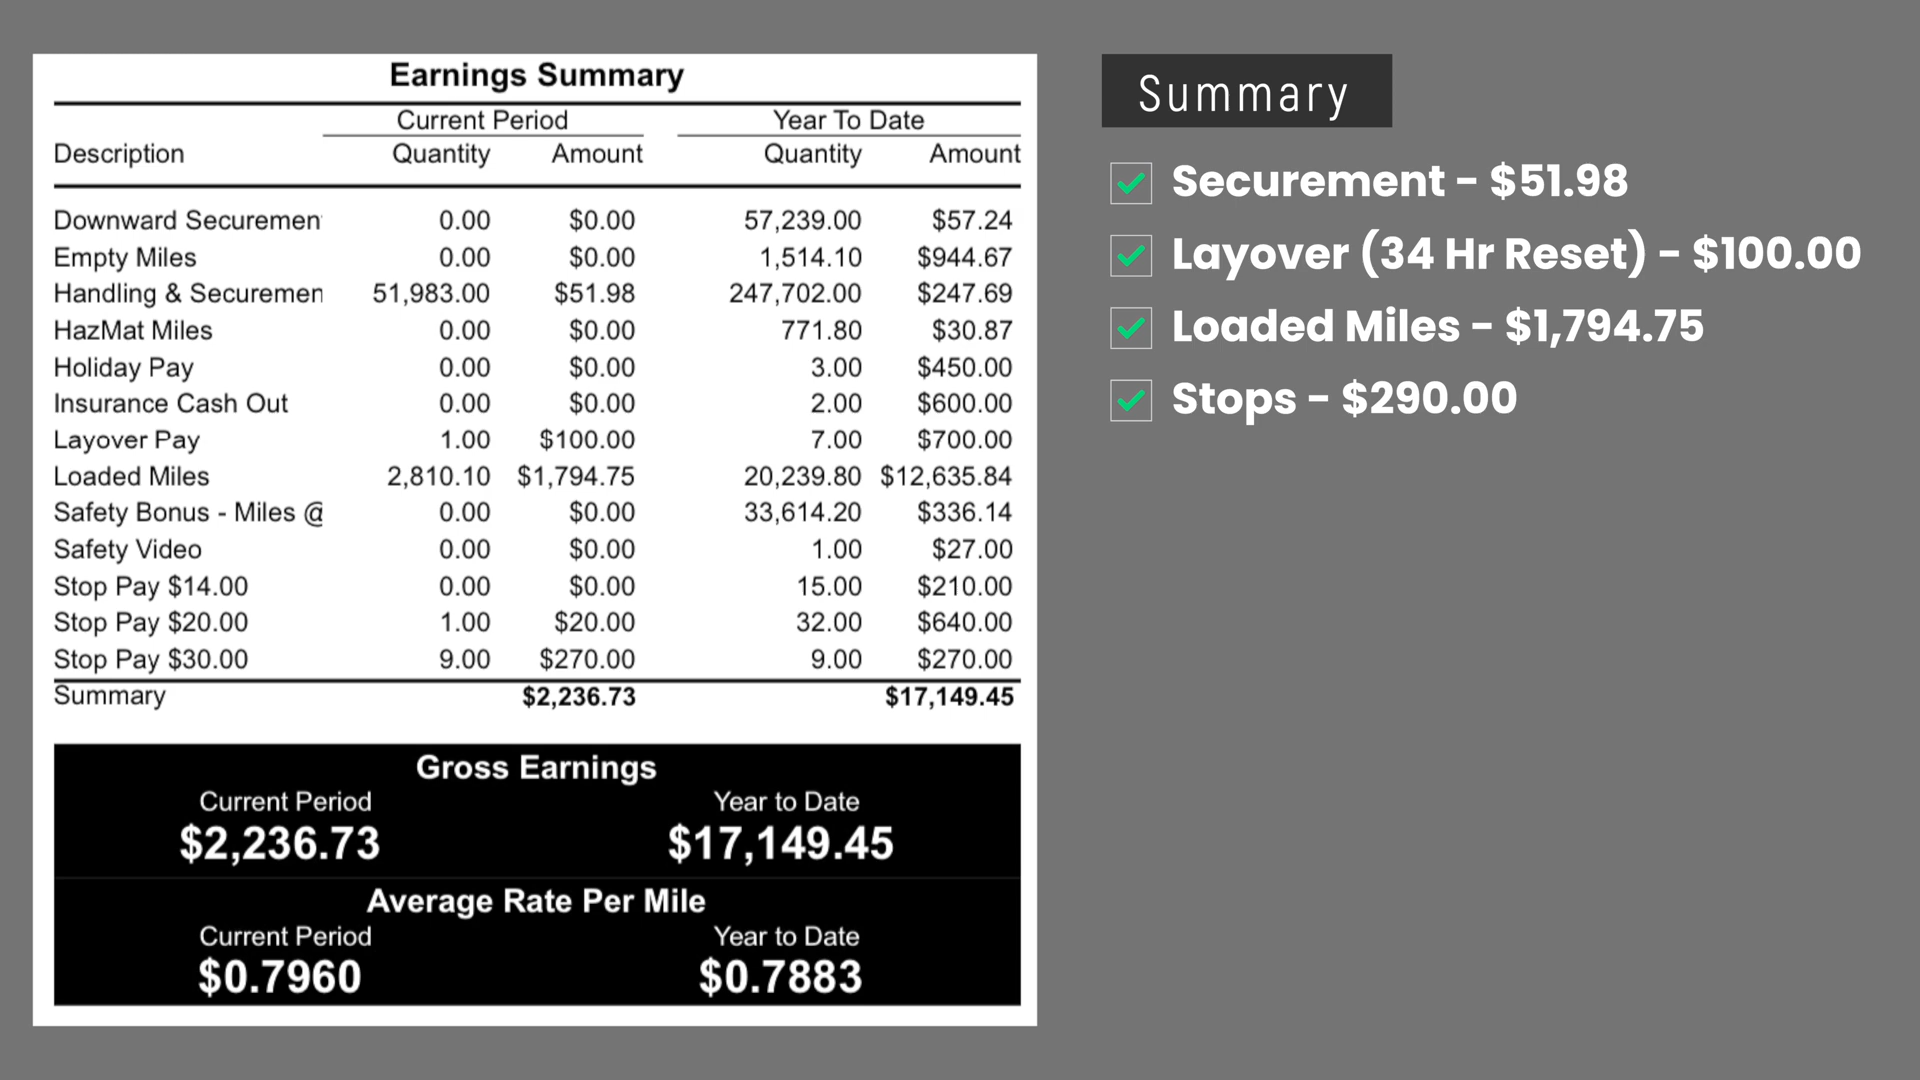 Earnings Summary
Current Period Year To Date
Description Quantity Amount Quantity Amount
Downward Securemen 0.00 $0.00 57,239.00 $57.24
Empty Miles 0.00 $0.00 1,514.10 $944.67
Handling & Securemen 51,983.00 $51.98 247,702.00 $247.69
HazMat Miles 0.00 $0.00 771.80 $30.87
Holiday Pay 0.00 $0.00 3.00 $450.00
Insurance Cash Out 0.00 $0.00 2.00 $600.00
Layover Pay 1.00 $100.00 7.00 $700.00
Loaded Miles 2,810.10 $1,794.75 20,239.80 $12,635.84
Safety Bonus - Miles @ 0.00 $0.00 33,614.20 $336.14
Safety Video 0.00 $0.00 1.00 $27.00
Stop Pay $14.00 0.00 $0.00 15.00 $210.00
Stop Pay $20.00 1.00 $20.00 32.00 $640.00
Stop Pay $30.00 9.00 $270.00 9.00 $270.00
Summary $2,236.73 $17,149.45
Gross Earnings
Current Period Year to Date
$2,236.73 $17,149.45
Average Rate Per Mile
Current Period Year to Date
$0.7960 $0.7883
Summary
Securement - $51.98
Layover (34 Hr Reset) - $100.00
Loaded Miles - $1,794.75
Stops - $290.00